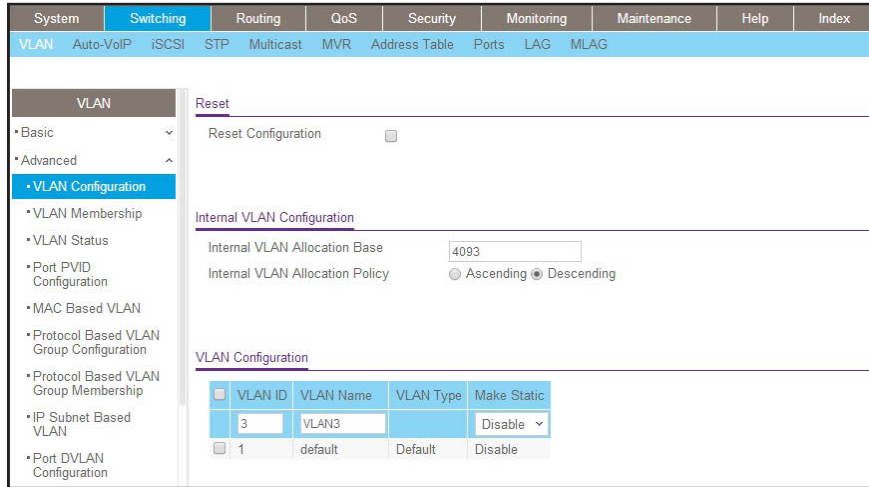 System Switching Routing QoS Security Monitoring Maintenance Help Index
VLAN Auto-VoIP iSCSI STP Multicast MVR Address Table Ports LAG MLAG
VLAN
Basic
Advanced
VLAN Configuration
VLAN Membership
VLAN Status
Port PVID
Configuration
MAC Based VLAN
Protocol Based VLAN
Group Configuration
Protocol Based VLAN
Group Membership
IP Subnet Based
VLAN
Port DVLAN
Configuration
Reset
Reset Configuration
Internal VLAN Configuration
Internal VLAN Allocation Base 4093
Internal VLAN Allocation Policy Ascending Descending
VLAN Configuration
VLAN ID VLAN Name VLAN Type Make Static
3 VLAN3 Disable
1 default Default Disable